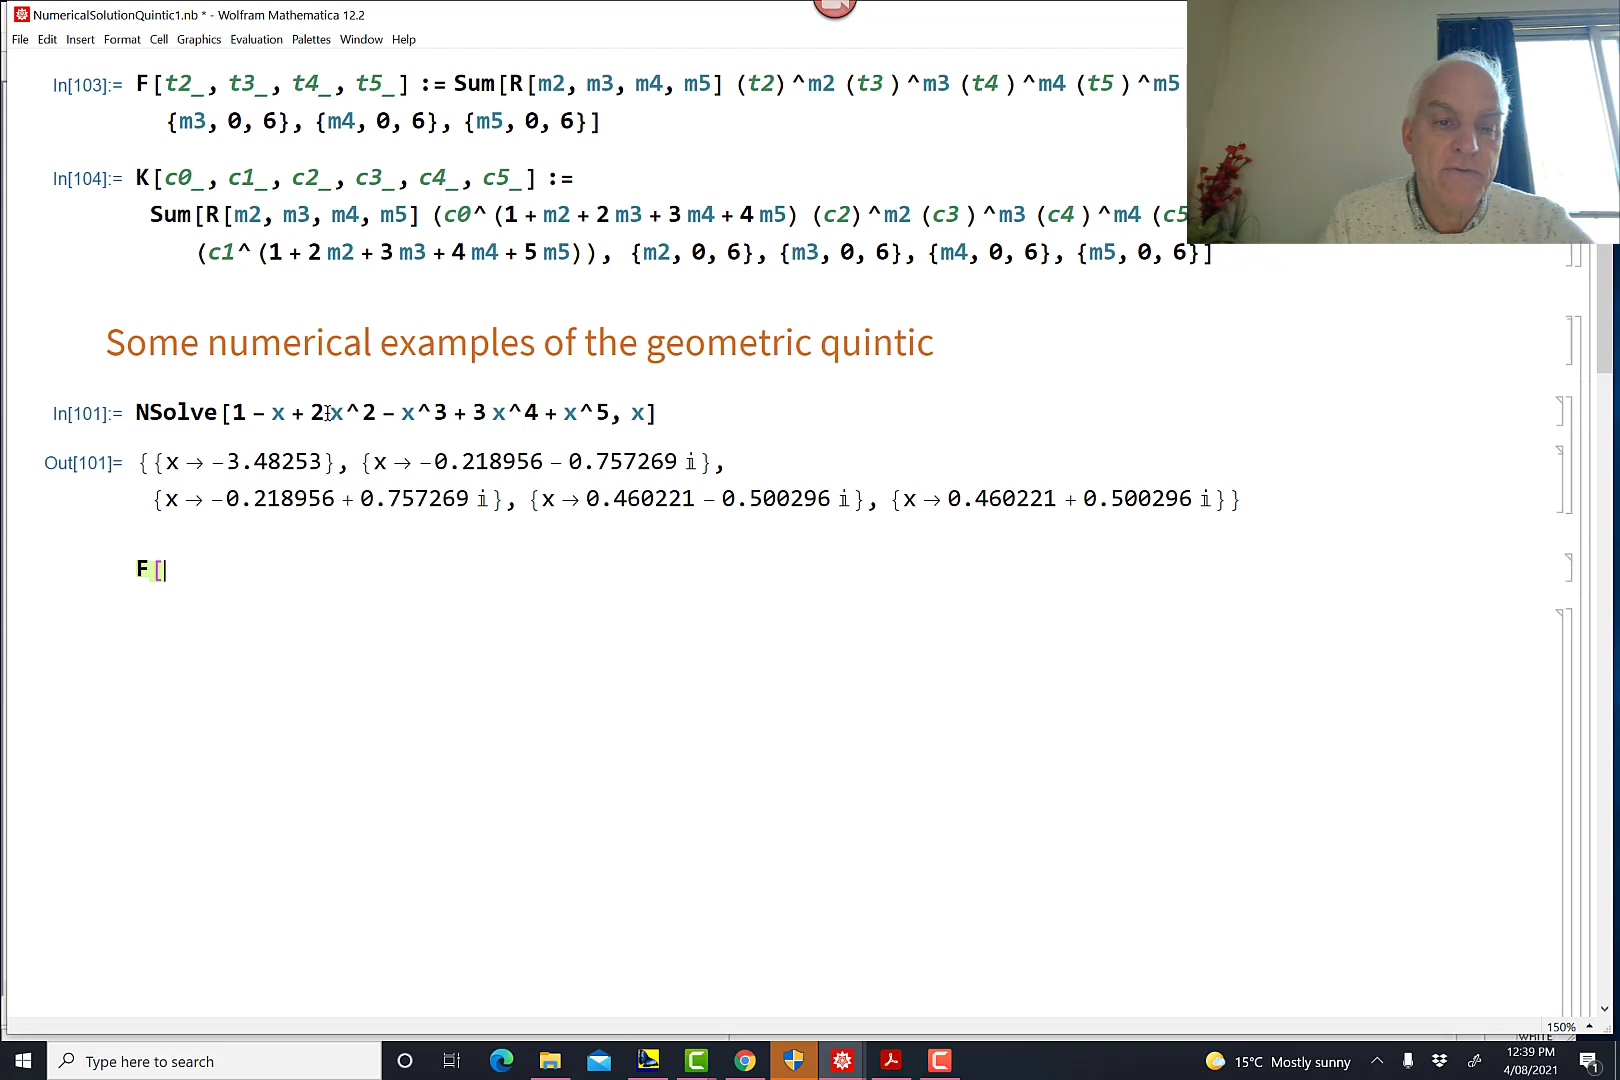 NumericalSolutionQuintic1.nb * - Wolfram Mathematica 12.2
File Edit Insert Format Cell Graphics Evaluation Palettes Window Help
In[103]:= F[t2_, t3_, t4_, t5_] := Sum[R[m2, m3, m4, m5] (t2)^m2 (t3)^m3 (t4)^m4 (t5)^m5
{m3, 0, 6}, {m4, 0, 6}, {m5, 0, 6}]
In[104]:= K[c0_, c1_, c2_, c3_, c4_, c5_] :=
Sum[R[m2, m3, m4, m5] (c0^(1 + m2 + 2 m3 + 3 m4 + 4 m5) (c2)^m2 (c3)^m3 (c4)^m4 (c5
(c1^(1 + 2 m2 + 3 m3 + 4 m4 + 5 m5)), {m2, 0, 6}, {m3, 0, 6}, {m4, 0, 6}, {m5, 0, 6}]
Some numerical examples of the geometric quintic
In[101]:= NSolve[1 - x + 2 x^2 - x^3 + 3 x^4 + x^5, x]
Out[101]= {{x → -3.48253}, {x → -0.218956 - 0.757269 i},
{x → -0.218956 + 0.757269 i}, {x → 0.460221 - 0.500296 i}, {x → 0.460221 + 0.500296 i}}
F[
150%
Type here to search
15°C Mostly sunny
12:39 PM
4/08/2021
1